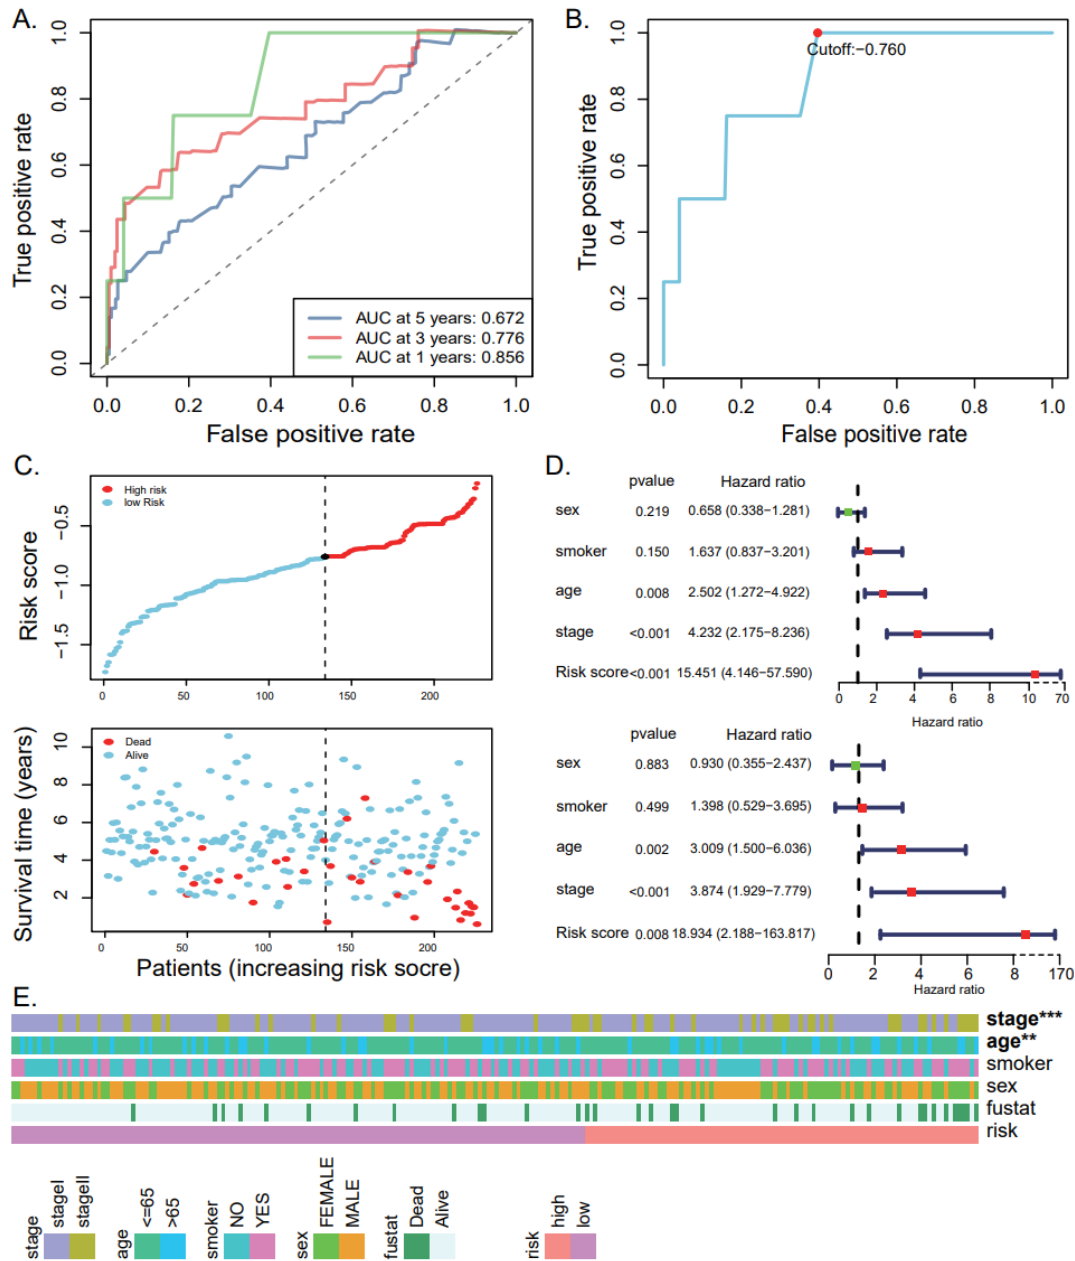 A.
True positive rate
0.0 0.2 0.4 0.6 0.8 1.0
AUC at 5 years: 0.672
AUC at 3 years: 0.776
AUC at 1 years: 0.856
0.0 0.2 0.4 0.6 0.8 1.0
False positive rate
B.
True positive rate
0.0 0.2 0.4 0.6 0.8 1.0
Cutoff:−0.760
0.0 0.2 0.4 0.6 0.8 1.0
False positive rate
C.
Risk score
−0.5
−1.0
−1.5
High risk
low Risk
0 50 100 150 200
Survival time (years)
10
8
6
4
2
Dead
Alive
0 50 100 150 200
Patients (increasing risk socre)
D.
pvalue Hazard ratio
sex 0.219 0.658 (0.338−1.281)
smoker 0.150 1.637 (0.837−3.201)
age 0.008 2.502 (1.272−4.922)
stage <0.001 4.232 (2.175−8.236)
Risk score <0.001 15.451 (4.146−57.590)
0 2 4 6 8 10 70
Hazard ratio
pvalue Hazard ratio
sex 0.883 0.930 (0.355−2.437)
smoker 0.499 1.398 (0.529−3.695)
age 0.002 3.009 (1.500−6.036)
stage <0.001 3.874 (1.929−7.779)
Risk score 0.008 18.934 (2.188−163.817)
0 2 4 6 8 170
Hazard ratio
E.
stage***
age**
smoker
sex
fustat
risk
stage stageI stageII
age <=65 >65
smoker NO YES
sex FEMALE MALE
fustat Dead Alive
risk high low